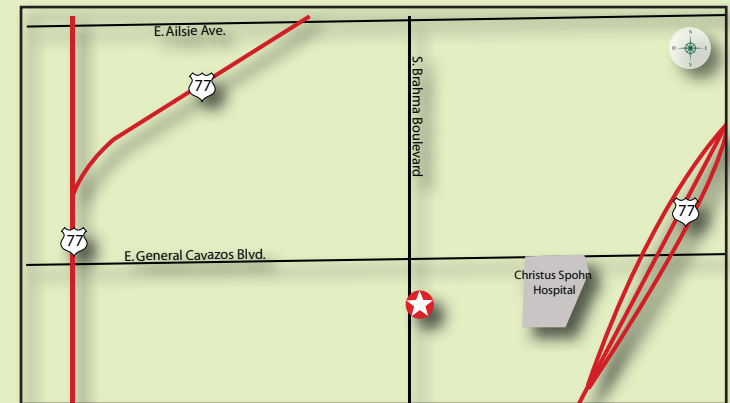 E. Ailsie Ave.
77
S. Brahma Boulevard
N
E
S
77
77
E. General Cavazos Blvd.
Christus Spohn
Hospital